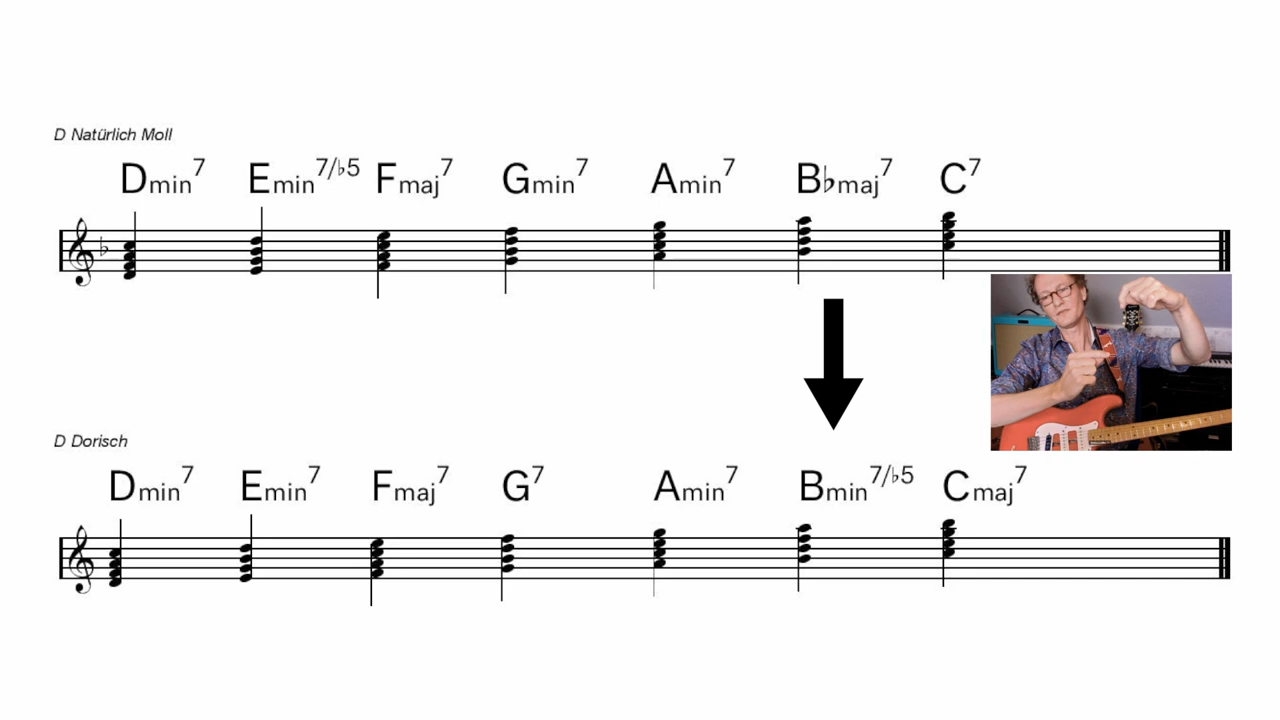 D Natürlich Moll
Dmin7 Emin7/♭5 Fmaj7 Gmin7 Amin7 B♭maj7 C7
D Dorisch
Dmin7 Emin7 Fmaj7 G7 Amin7 Bmin7/♭5 Cmaj7